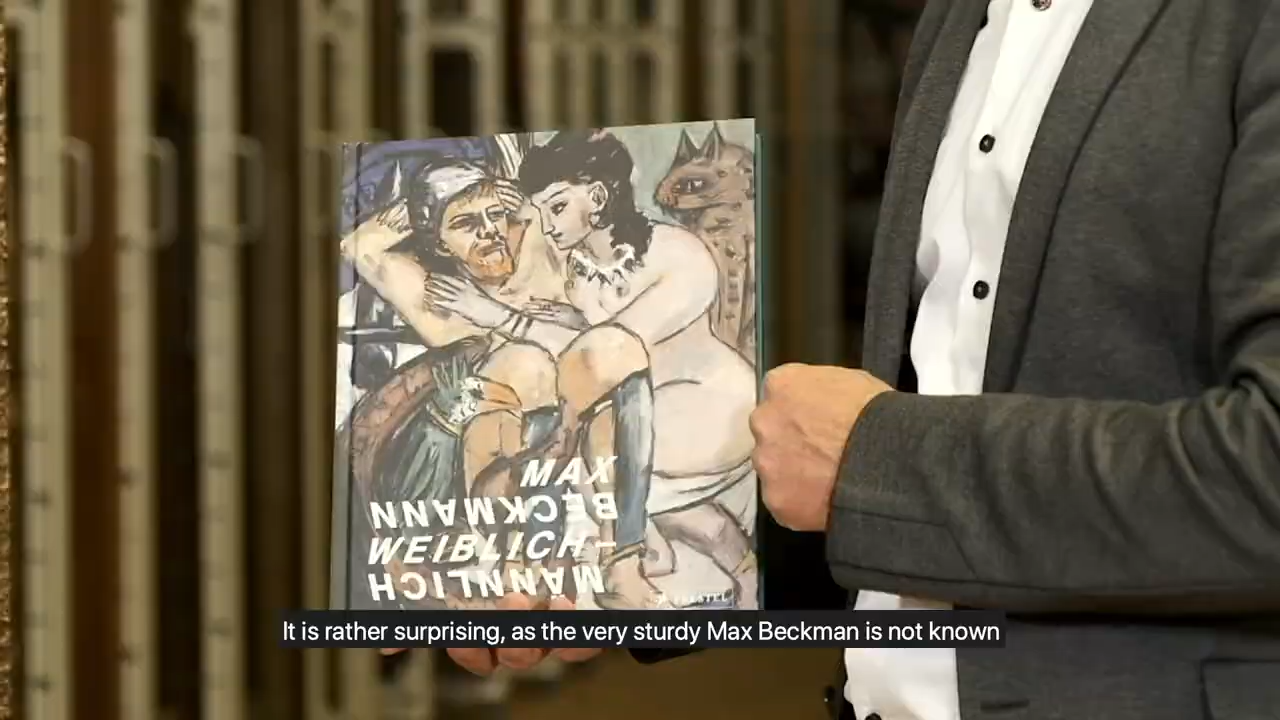 MAX
BECKMANN
WEIBLICH–
MÄNNLICH
PRESTEL
It is rather surprising, as the very sturdy Max Beckman is not known